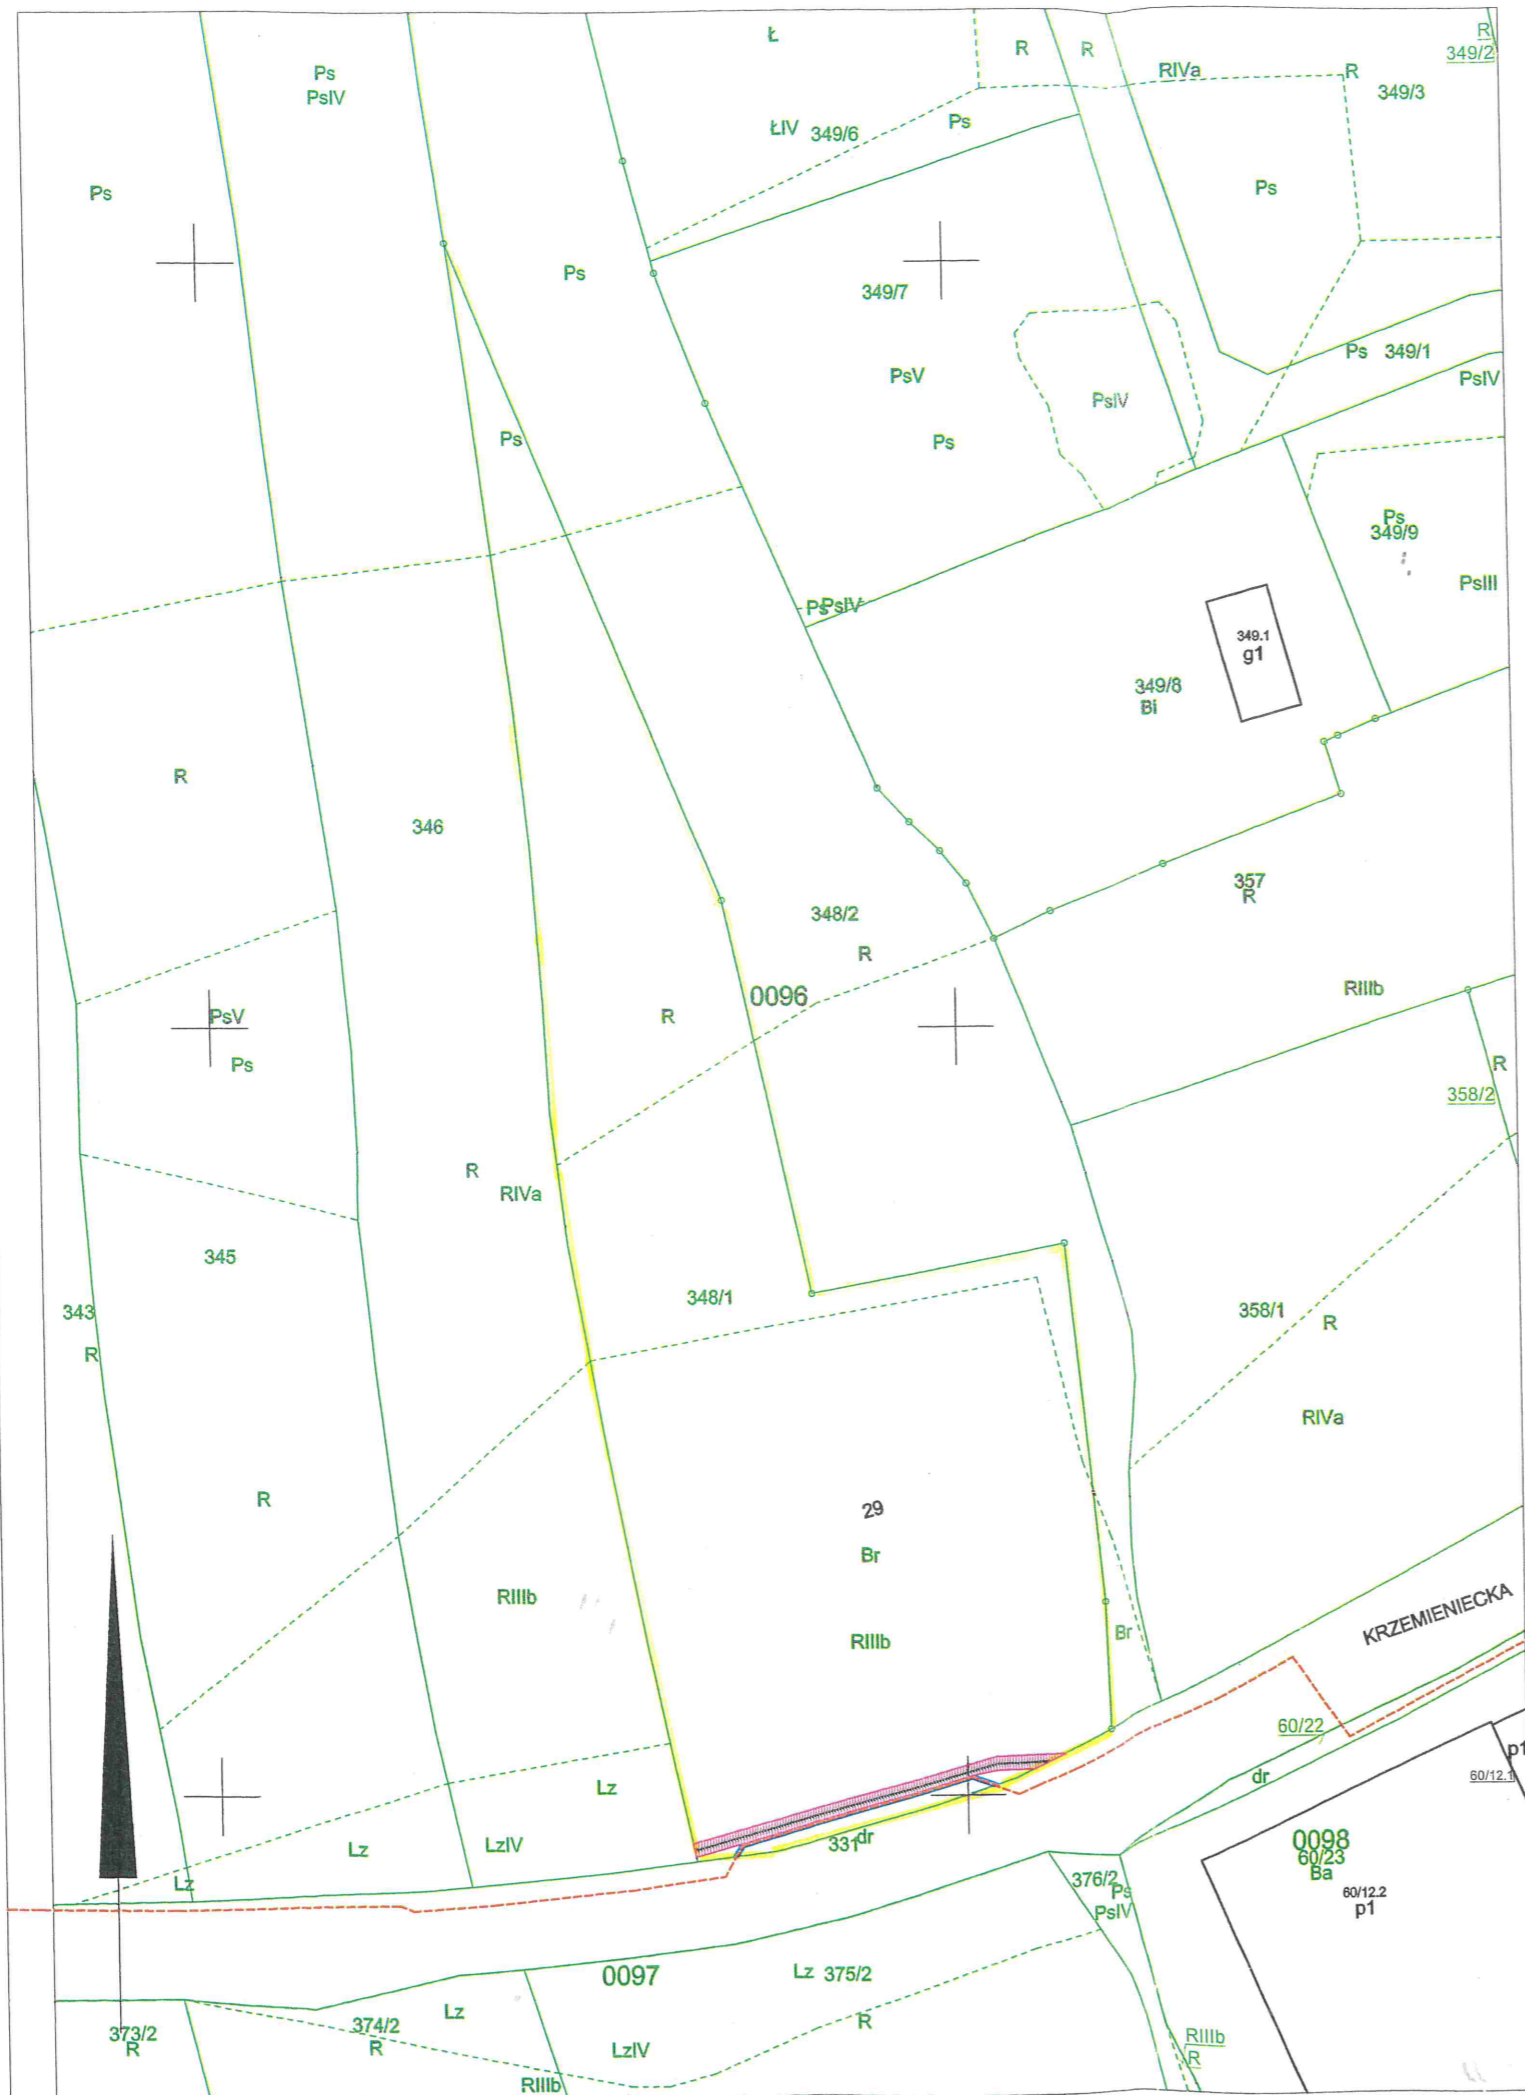 Ł
R
R
R
349/2
Ps
PsIV
RIVa
R
349/3
ŁIV 349/6
Ps
Ps
Ps
Ps
349/7
Ps 349/1
PsV
PsIV
PsIV
Ps
Ps
Ps
349/9
PsIII
Ps
PsIV
349.1
g1
349/8
Bi
R
346
357
R
348/2
R
0096
RIIIb
PsV
R
Ps
R
358/2
R
RIVa
345
348/1
343
R
358/1
R
RIVa
R
29
Br
RIIIb
RIIIb
Br
KRZEMIENIECKA
60/22
p1
60/12.1
dr
Lz
331
dr
0098
60/23
Ba
Lz
LzIV
Lz
376/2
Ps
PsIV
60/12.2
p1
0097
Lz 375/2
Lz
373/2
R
374/2
R
R
LzIV
RIIIb
R
RIIIb